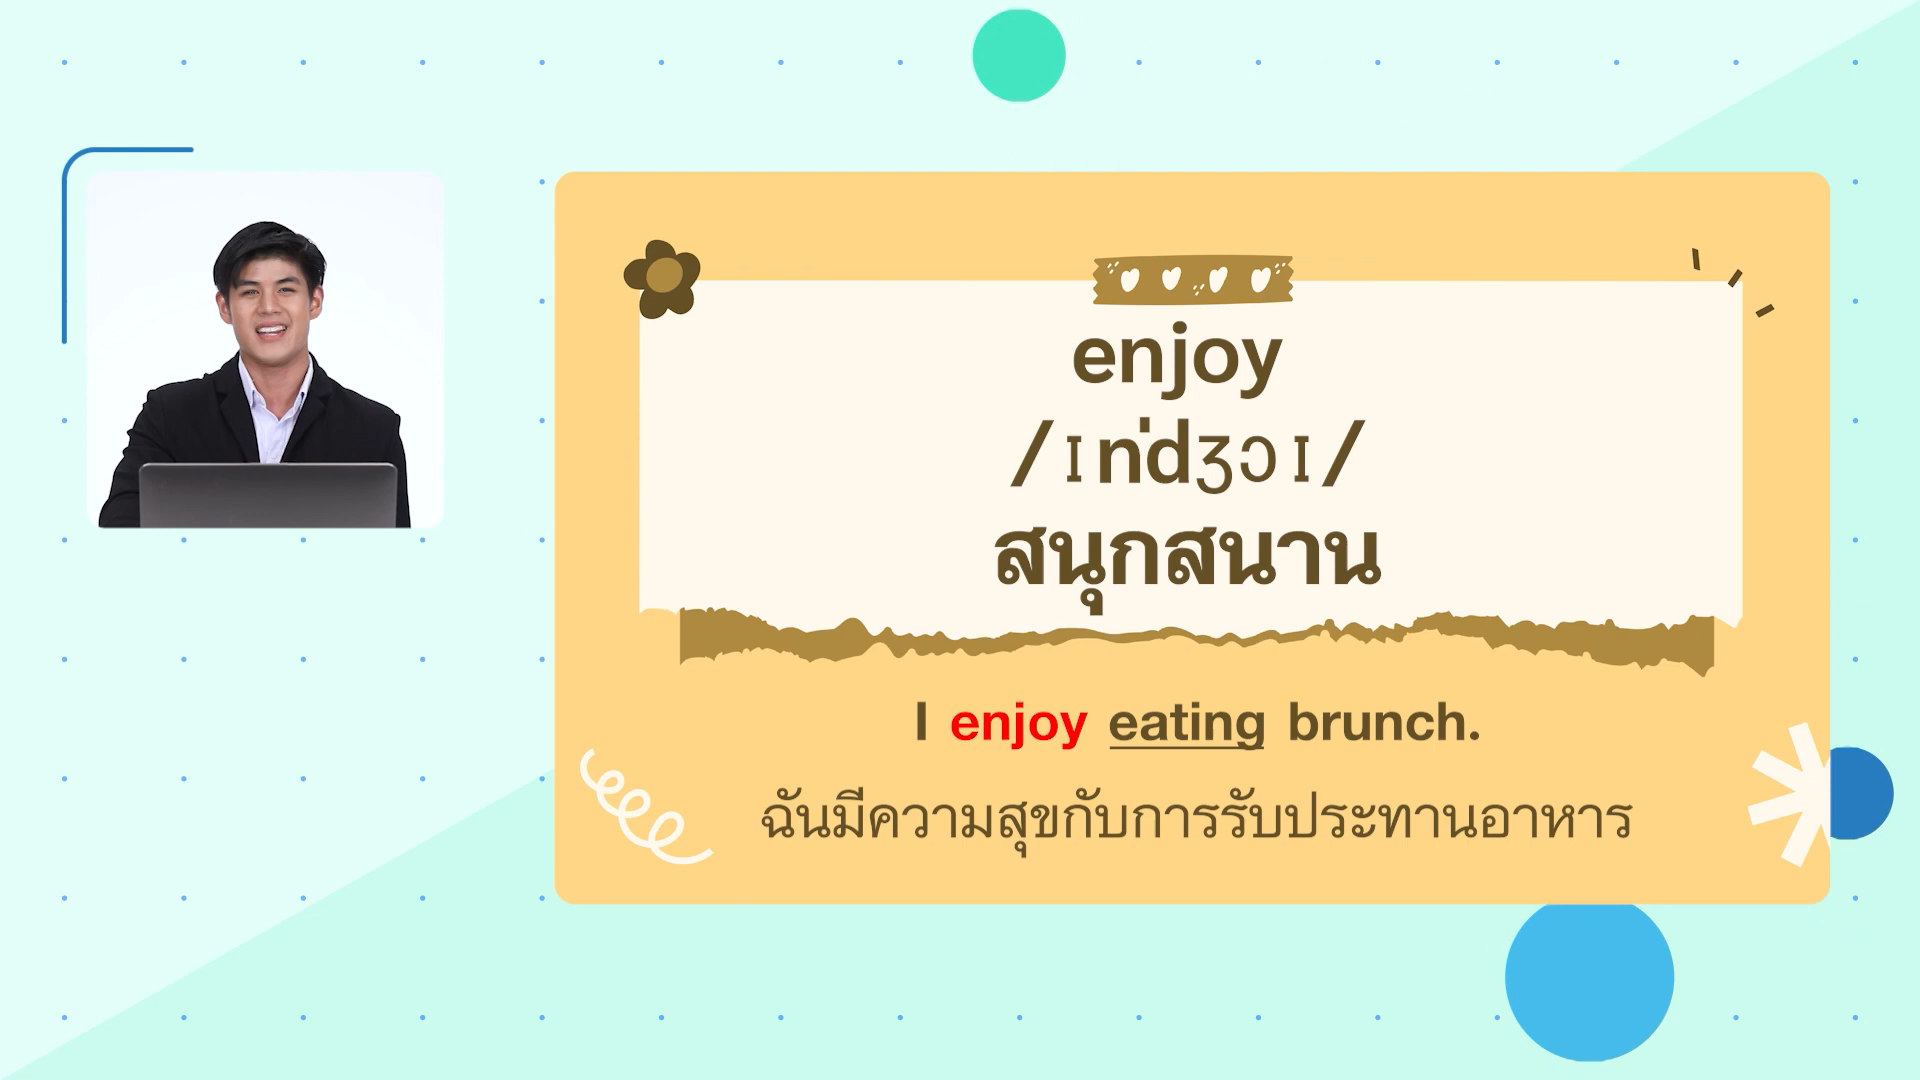 enjoy
/ɪn'dʒɔɪ/
สนุกสนาน
I enjoy eating brunch.
ฉันมีความสุขกับการรับประทานอาหาร